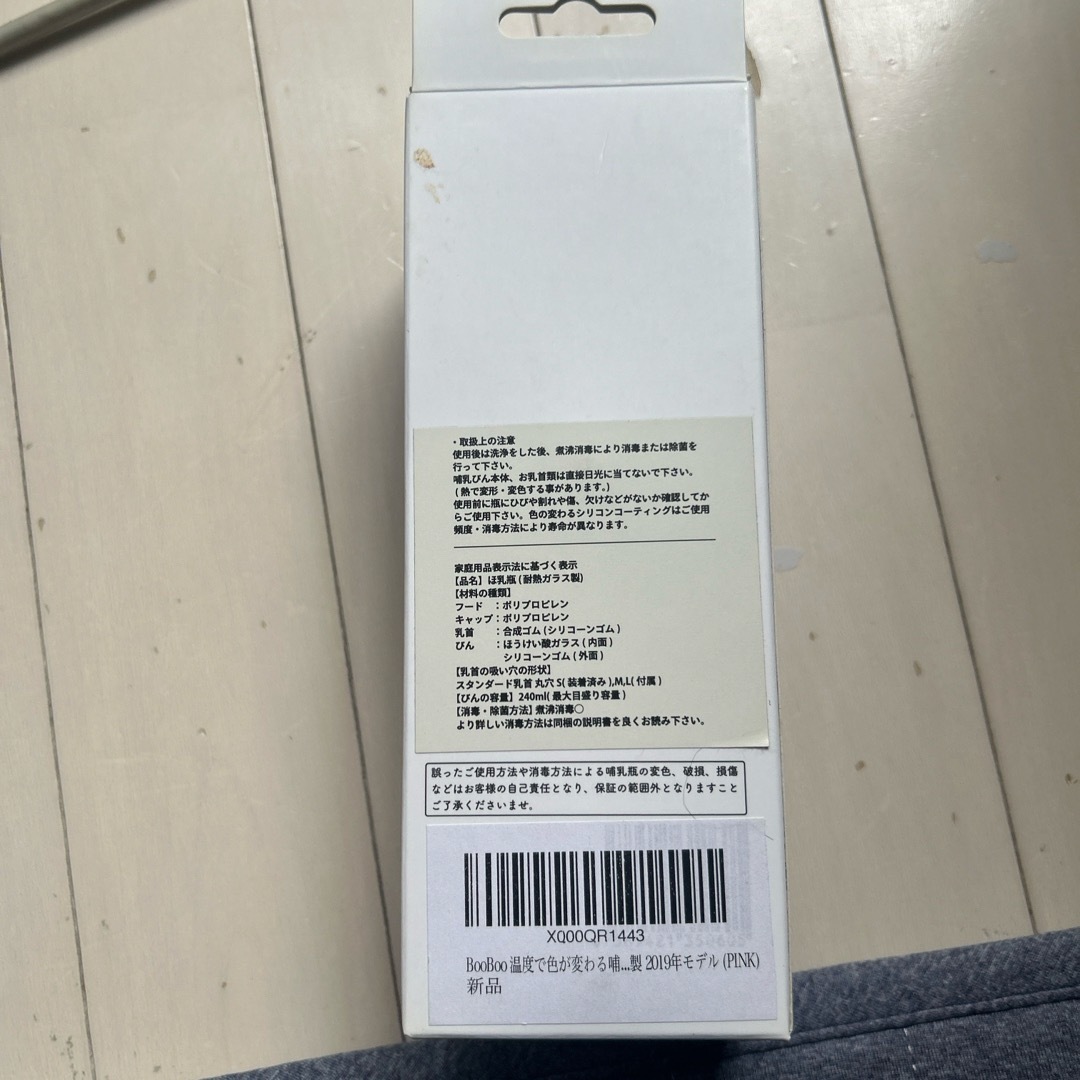 ・取扱上の注意
使用後は洗浄をした後、煮沸消毒により消毒または除菌を
行って下さい。
哺乳びん本体、お乳首類は直接日光に当てないで下さい。
(熱で変形・変色する事があります。)
使用前に瓶にひびや割れや傷、欠けなどがないか確認してか
らご使用下さい。色の変わるシリコンコーティングはご使用
頻度・消毒方法により寿命が異なります。
家庭用品表示法に基づく表示
【品名】ほ乳瓶(耐熱ガラス製)
【材料の種類】
フード ：ポリプロピレン
キャップ：ポリプロピレン
乳首 ：合成ゴム(シリコーンゴム)
びん ：ほうけい酸ガラス(内面)
シリコーンゴム(外面)
【乳首の吸い穴の形状】
スタンダード乳首 丸穴 S(装着済み),M,L(付属)
【びんの容量】240ml(最大目盛り容量)
【消毒・除菌方法】煮沸消毒○
より詳しい消毒方法は同梱の説明書を良くお読み下さい。
誤ったご使用方法や消毒方法による哺乳瓶の変色、破損、損傷
などはお客様の自己責任となり、保証の範囲外となりますこと
ご了承くださいませ。
X000QR1443
BooBoo 温度で色が変わる哺...製 2019年モデル (PINK)
新品